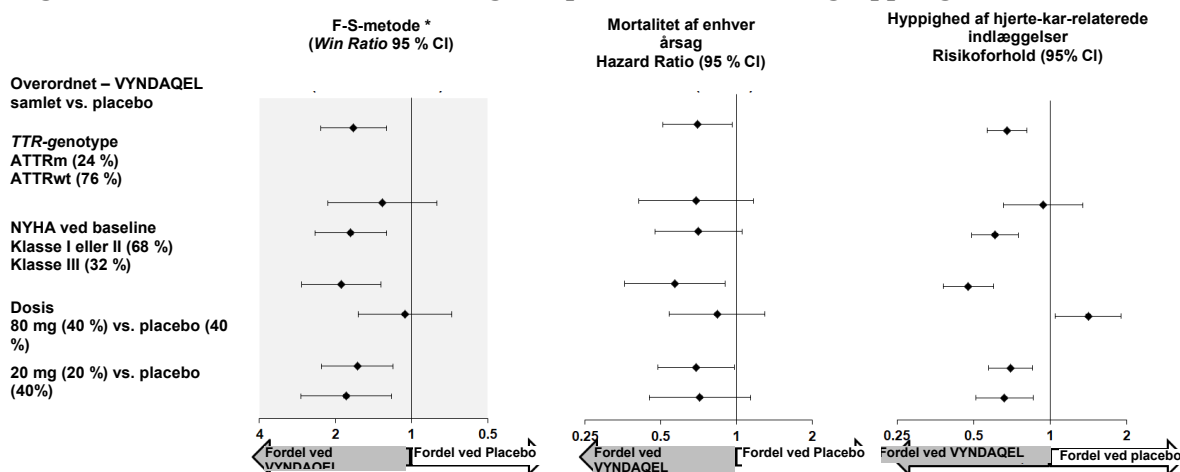 F-S-metode *
(Win Ratio 95 % CI)
Mortalitet af enhver
årsag
Hazard Ratio (95 % CI)
Hyppighed af hjerte-kar-relaterede
indlæggelser
Risikoforhold (95% CI)
Overordnet – VYNDAQEL
samlet vs. placebo
TTR-genotype
ATTRm (24 %)
ATTRwt (76 %)
NYHA ved baseline
Klasse I eller II (68 %)
Klasse III (32 %)
Dosis
80 mg (40 %) vs. placebo (40
%)
20 mg (20 %) vs. placebo
(40%)
4 2 1 0.5
0.25 0.5 1 2
0.25 0.5 1 2
Fordel ved
VYNDAQEL
Fordel ved Placebo
Fordel ved
VYNDAQEL
Fordel ved Placebo
Fordel ved VYNDAQEL
Fordel ved placebo